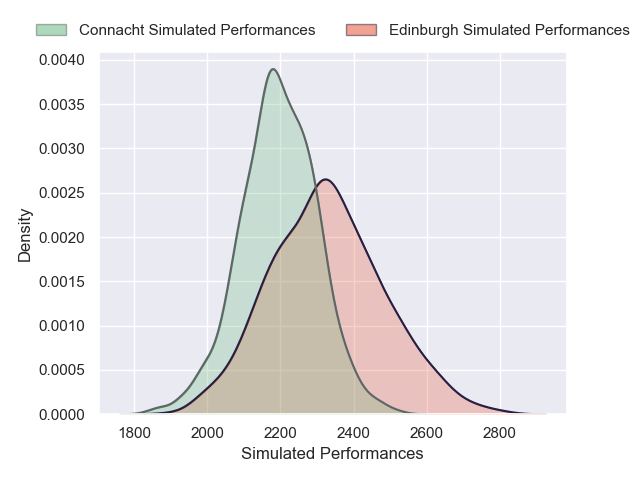 Connacht Simulated Performances Edinburgh Simulated Performances
0.0040
0.0035
0.0030
0.0025
0.0020
0.0015
0.0010
0.0005
0.0000
Density
1800 2000 2200 2400 2600 2800
Simulated Performances